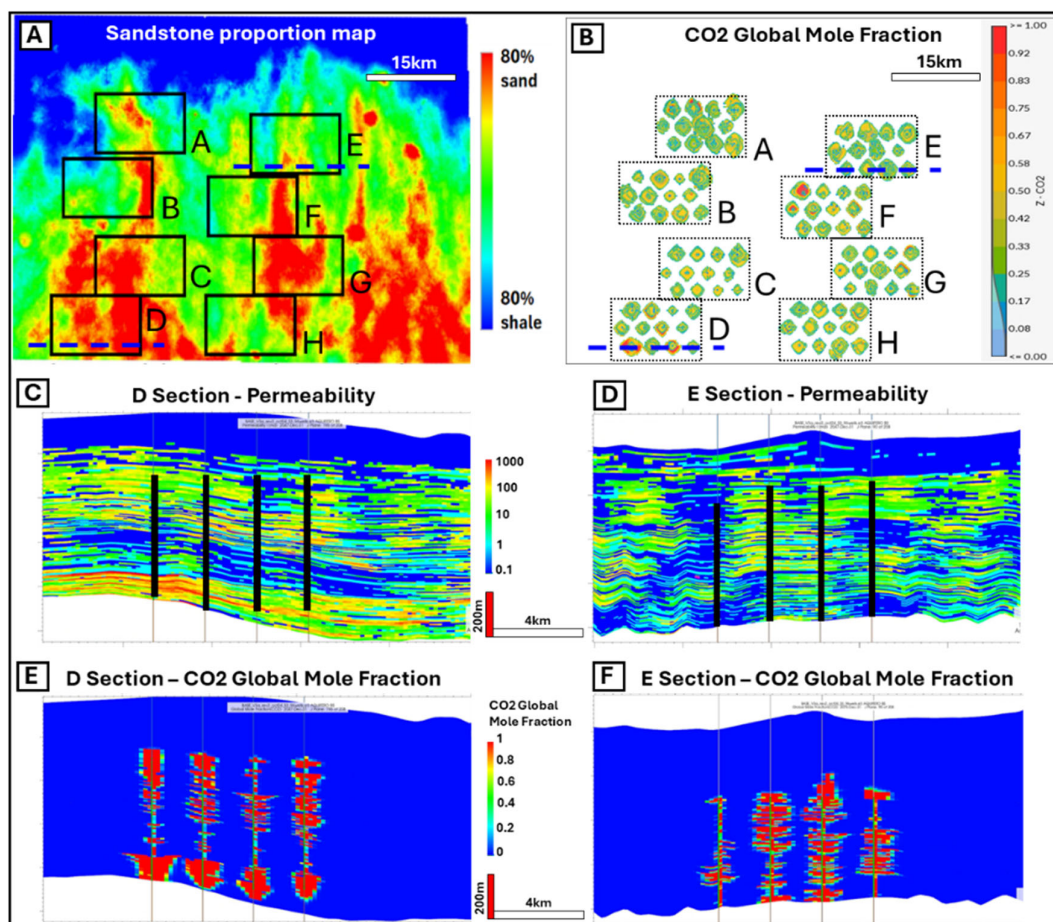 A
Sandstone proportion map
15km
80%
sand
80%
shale
A
B
C
D
E
F
G
H
B
CO2 Global Mole Fraction
15km
>= 1.00
0.92
0.83
0.75
0.67
0.58
0.50
0.42
0.33
0.25
0.17
0.08
<= 0.00
Z - CO2
A
B
C
D
E
F
G
H
C
D Section - Permeability
1000
100
10
1
0.1
200m
4km
D
E Section - Permeability
E
D Section – CO2 Global Mole Fraction
CO2 Global
Mole Fraction
1
0.8
0.6
0.4
0.2
0
200m
4km
F
E Section – CO2 Global Mole Fraction